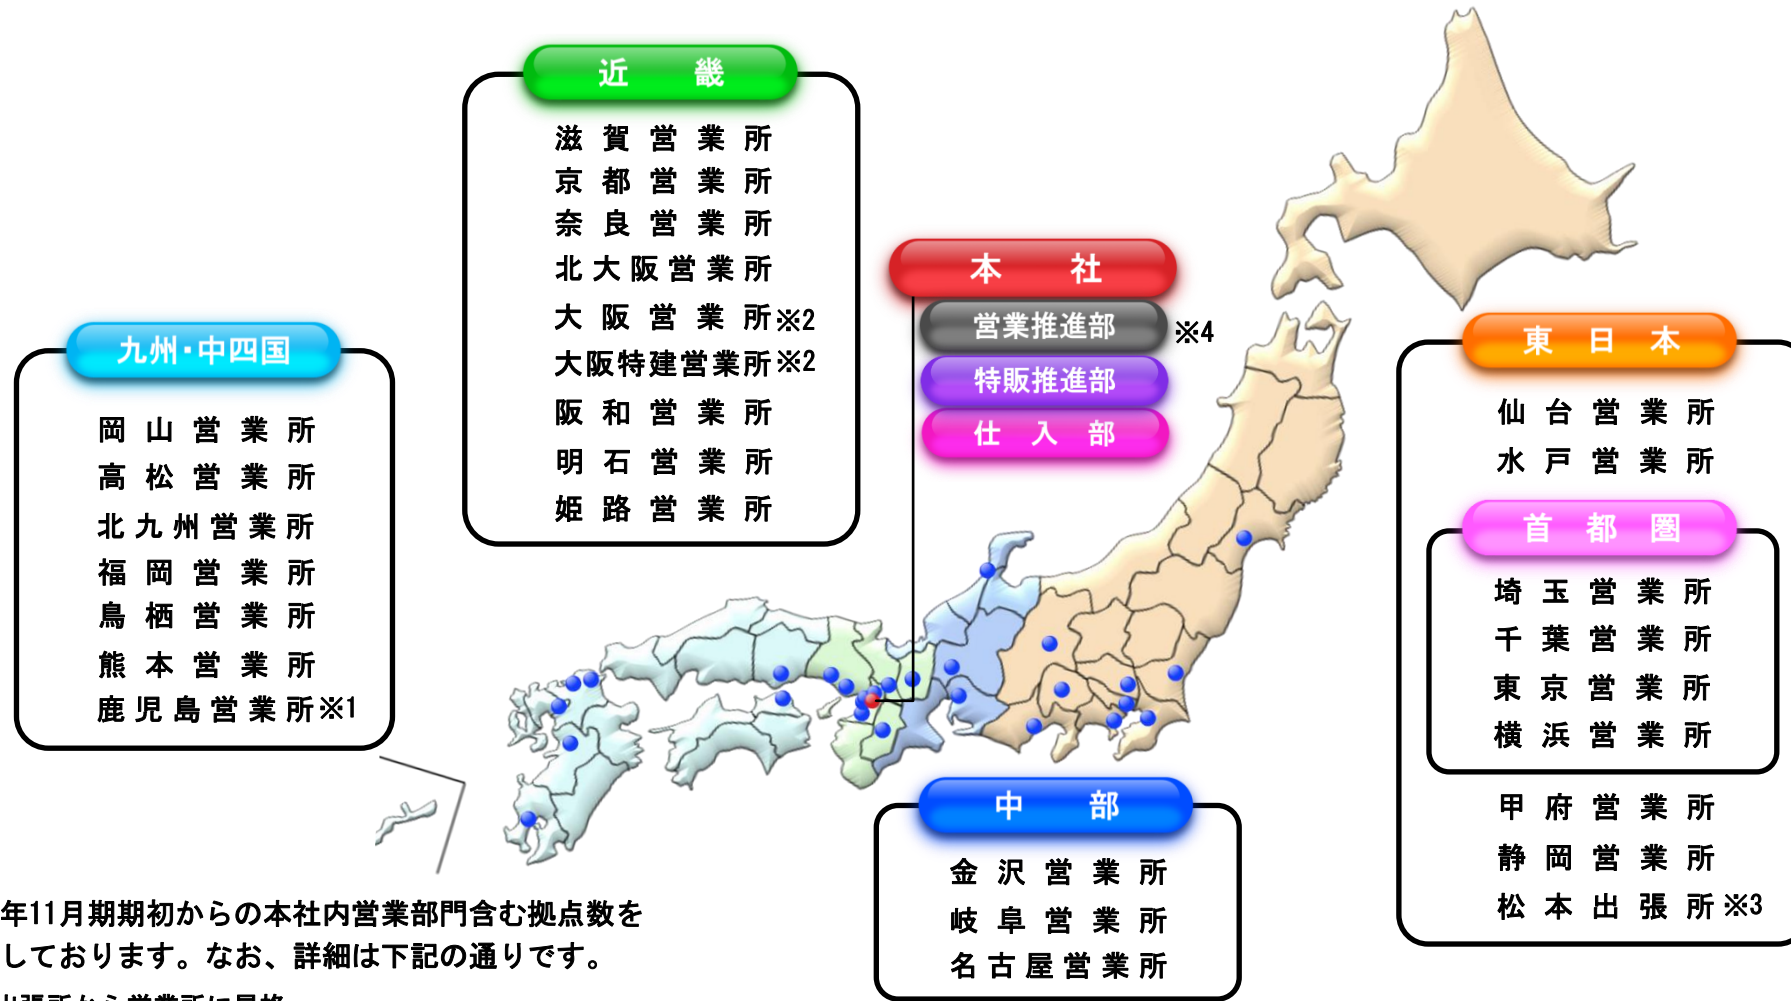 近畿
滋賀営業所
京都営業所
奈良営業所
北大阪営業所
大阪営業所※2
大阪特建営業所※2
阪和営業所
明石営業所
姫路営業所
本社
営業推進部 ※4
特販推進部
仕入部
九州・中四国
岡山営業所
高松営業所
北九州営業所
福岡営業所
鳥栖営業所
熊本営業所
鹿児島営業所※1
東日本
仙台営業所
水戸営業所
首都圏
埼玉営業所
千葉営業所
東京営業所
横浜営業所
甲府営業所
静岡営業所
松本出張所※3
中部
金沢営業所
岐阜営業所
名古屋営業所
年11月期期初からの本社内営業部門含む拠点数を
しております。なお、詳細は下記の通りです。